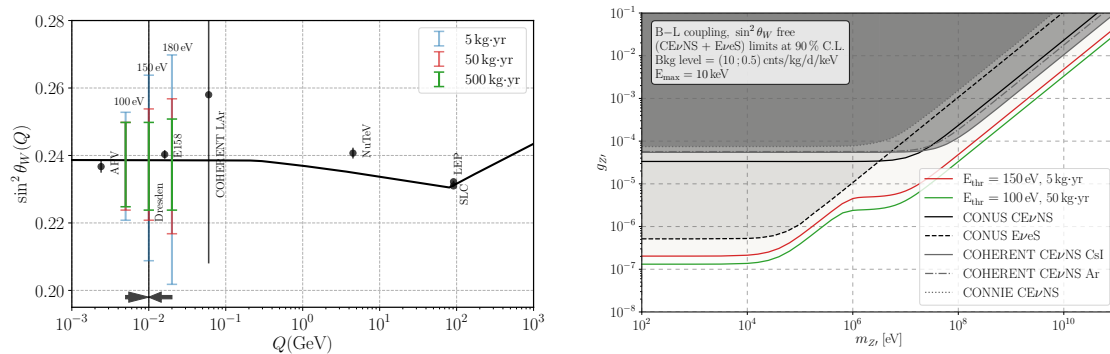 0.28
0.26
0.24
0.22
0.20
sin² θ_W(Q)
10⁻³
10⁻²
10⁻¹
10⁰
10¹
10²
10³
Q(GeV)
100 eV
150 eV
180 eV
5 kg·yr
50 kg·yr
500 kg·yr
APV
Dresden
E158
COHERENT LAr
NuTeV
SLC
LEP
10⁻¹
10⁻²
10⁻³
10⁻⁴
10⁻⁵
10⁻⁶
10⁻⁷
10⁻⁸
g_Z′
B−L coupling, sin² θ_W free
(CEνNS + EνeS) limits at 90 % C.L.
Bkg level = (10 ; 0.5) cnts/kg/d/keV
E_max = 10 keV
E_thr = 150 eV, 5 kg·yr
E_thr = 100 eV, 50 kg·yr
CONUS CEνNS
CONUS EνeS
COHERENT CEνNS CsI
COHERENT CEνNS Ar
CONNIE CEνNS
10²
10⁴
10⁶
10⁸
10¹⁰
m_Z′ [eV]